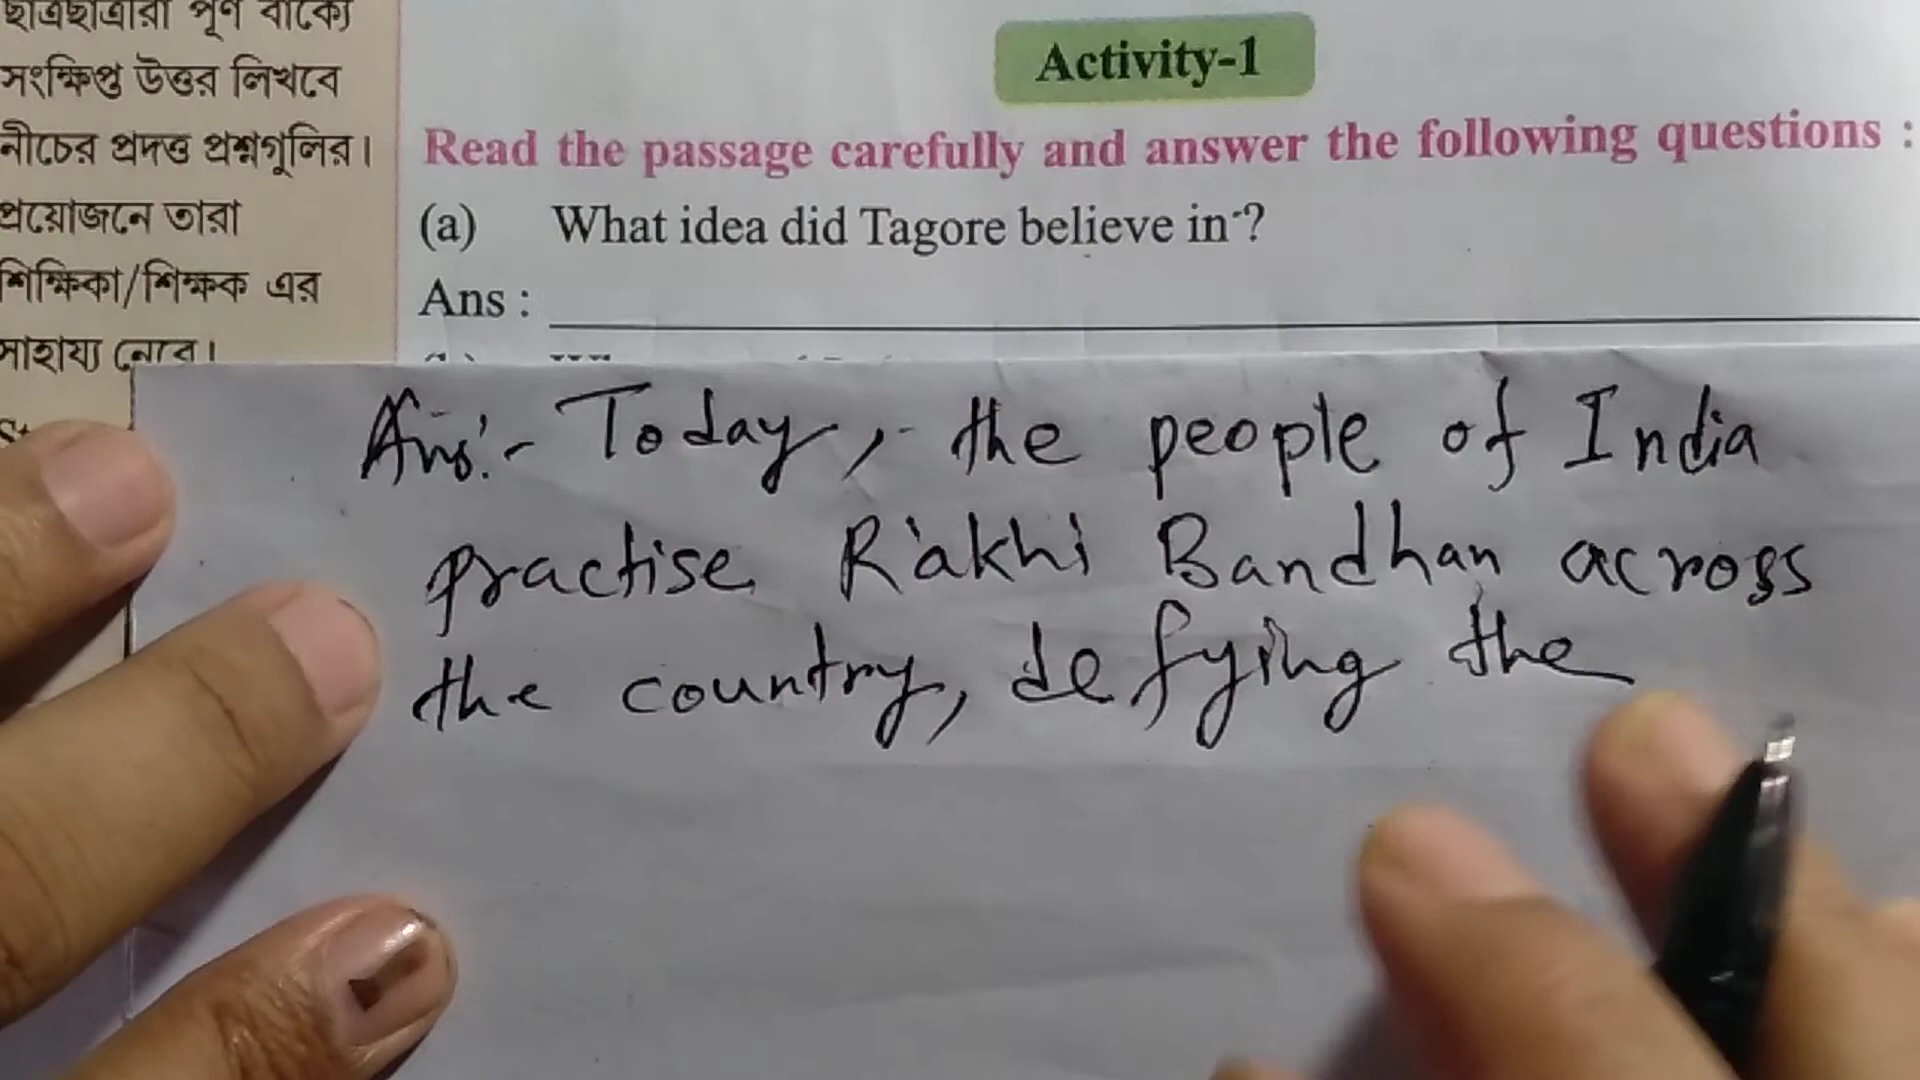 ছাত্রছাত্রীরা পূর্ণ বাক্যে
সংক্ষিপ্ত উত্তর লিখবে
নীচের প্রদত্ত প্রশ্নগুলির।
প্রয়োজনে তারা
শিক্ষিকা/শিক্ষক এর
সাহায্য নেবে।
Activity-1
Read the passage carefully and answer the following questions :
(a) What idea did Tagore believe in ?
Ans :
Ans:- Today, the people of India
practise Rakhi Bandhan across
the country, defying the